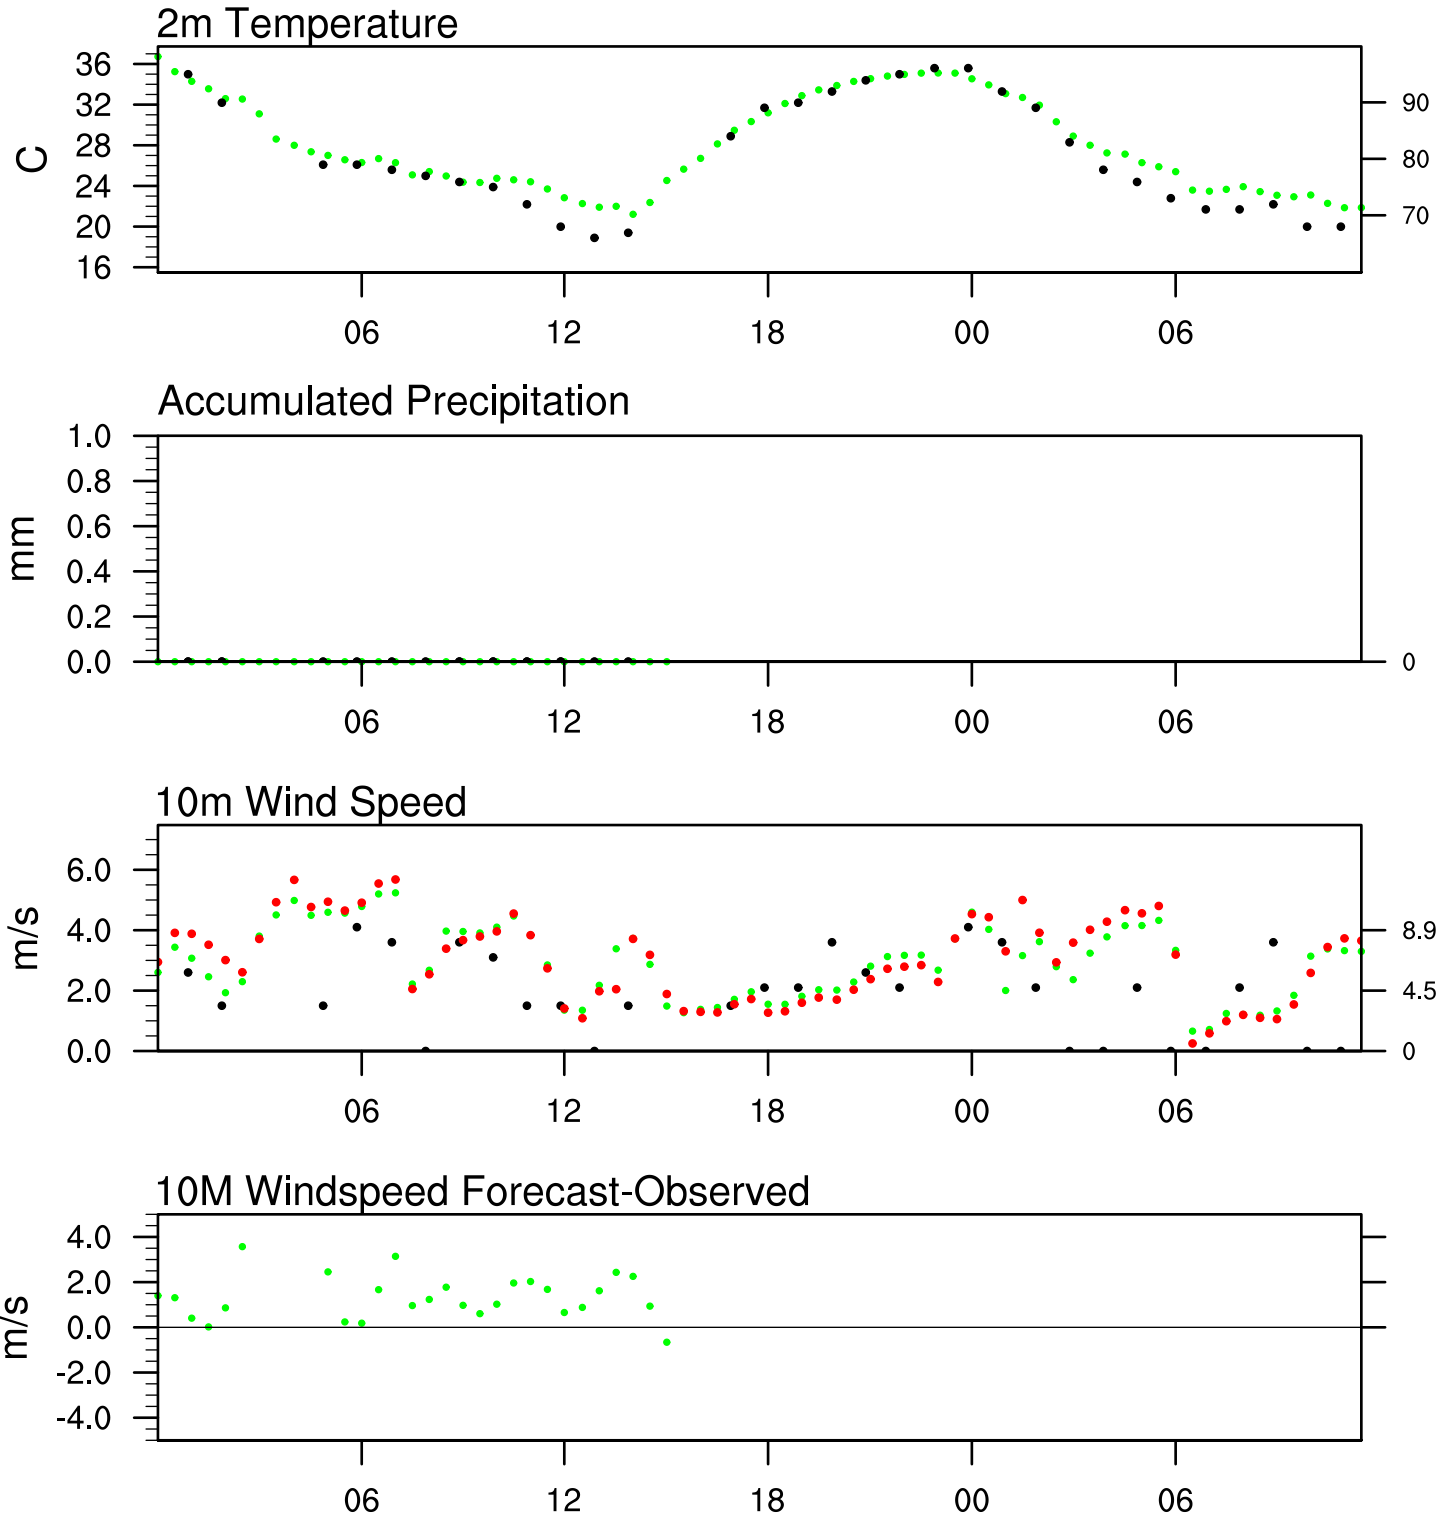 2m Temperature
36
32
28
24
20
16
C
90
80
70
06 12 18 00 06
Accumulated Precipitation
1.0
0.8
0.6
0.4
0.2
0.0
mm
0
06 12 18 00 06
10m Wind Speed
6.0
4.0
2.0
0.0
m/s
8.9
4.5
0
06 12 18 00 06
10M Windspeed Forecast-Observed
4.0
2.0
0.0
-2.0
-4.0
m/s
06 12 18 00 06